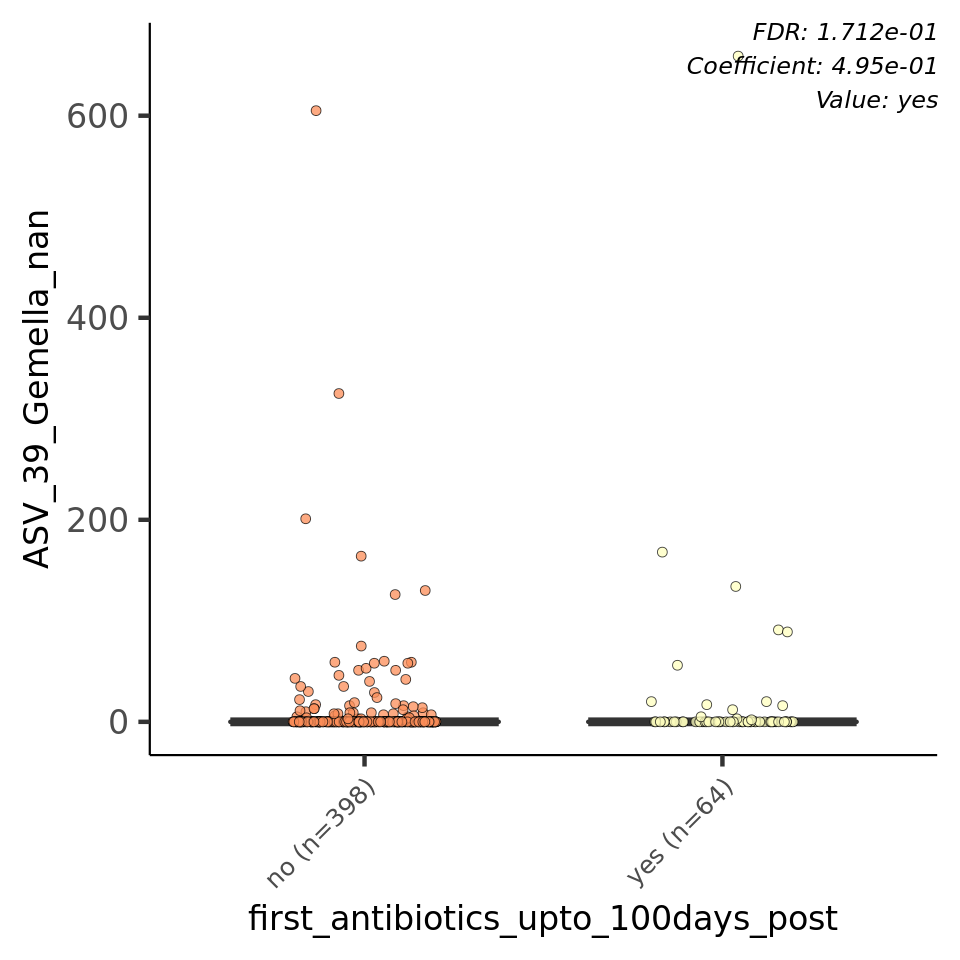 FDR: 1.712e-01
Coefficient: 4.95e-01
Value: yes
600
400
200
0
ASV_39_Gemella_nan
no (n=398)
yes (n=64)
first_antibiotics_upto_100days_post